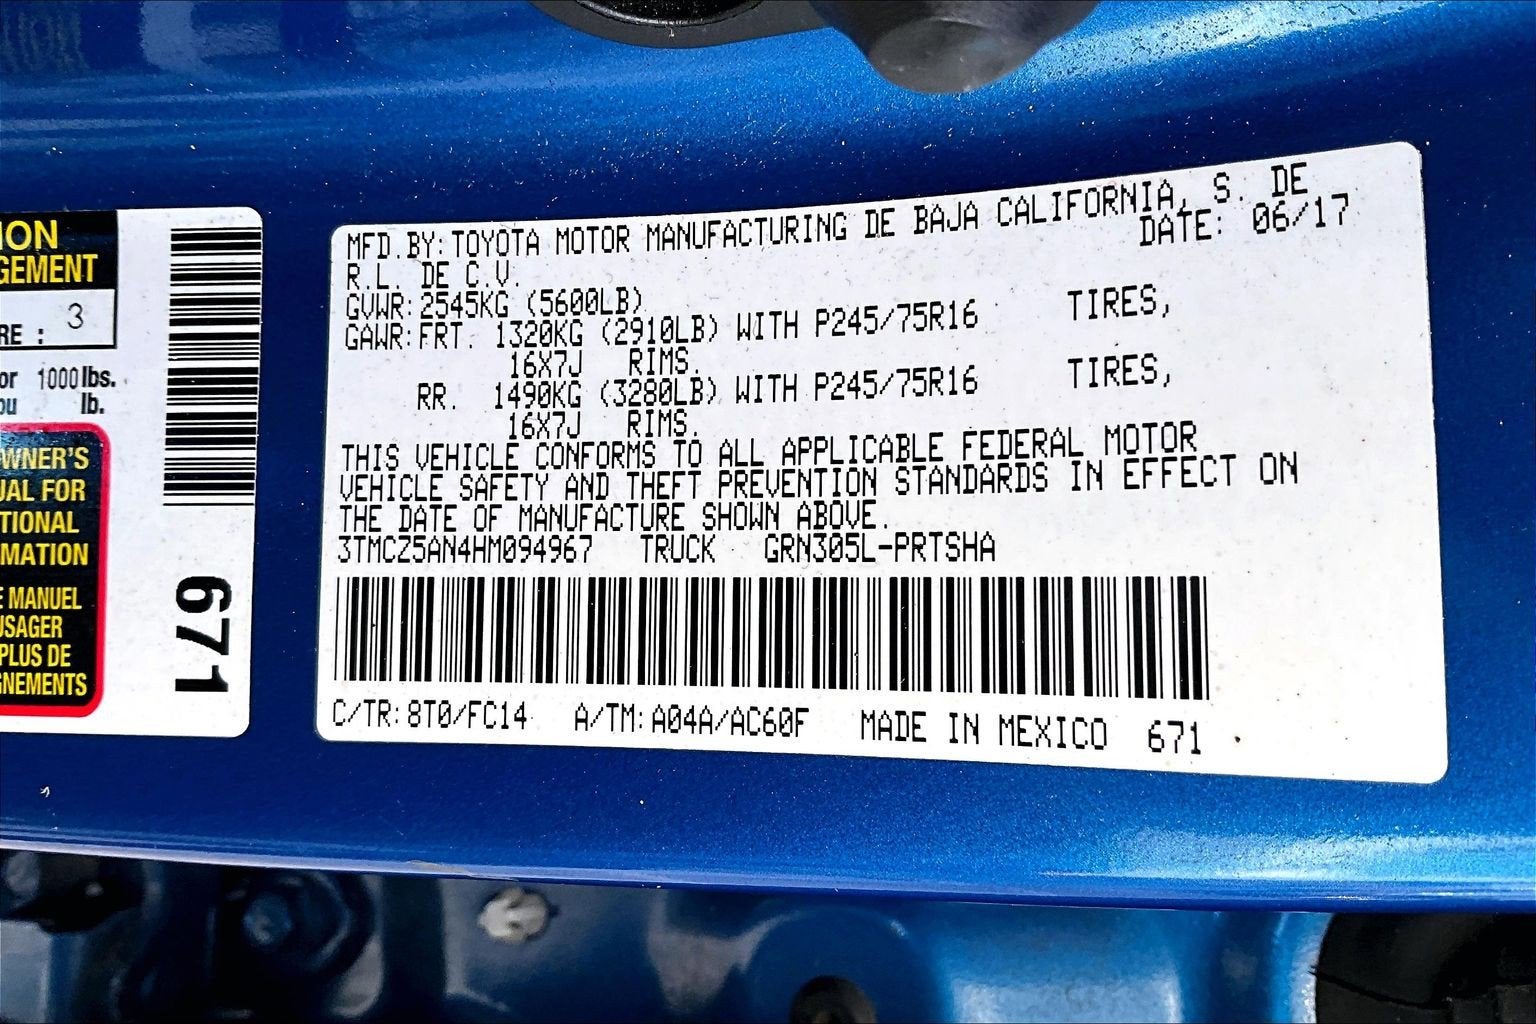 ION
GEMENT
RE : 3
or 1000 lbs.
ou lb.
WNER'S
UAL FOR
TIONAL
RMATION
E MANUEL
USAGER
PLUS DE
GNEMENTS
671
MFD.BY:TOYOTA MOTOR MANUFACTURING DE BAJA CALIFORNIA, S. DE
R.L. DE C.V. DATE: 06/17
GVWR:2545KG (5600LB)
GAWR:FRT. 1320KG (2910LB) WITH P245/75R16 TIRES,
16X7J RIMS.
RR. 1490KG (3280LB) WITH P245/75R16 TIRES,
16X7J RIMS.
THIS VEHICLE CONFORMS TO ALL APPLICABLE FEDERAL MOTOR
VEHICLE SAFETY AND THEFT PREVENTION STANDARDS IN EFFECT ON
THE DATE OF MANUFACTURE SHOWN ABOVE.
3TMCZ5AN4HM094967 TRUCK GRN305L-PRTSHA
C/TR:8T0/FC14 A/TM:A04A/AC60F MADE IN MEXICO 671